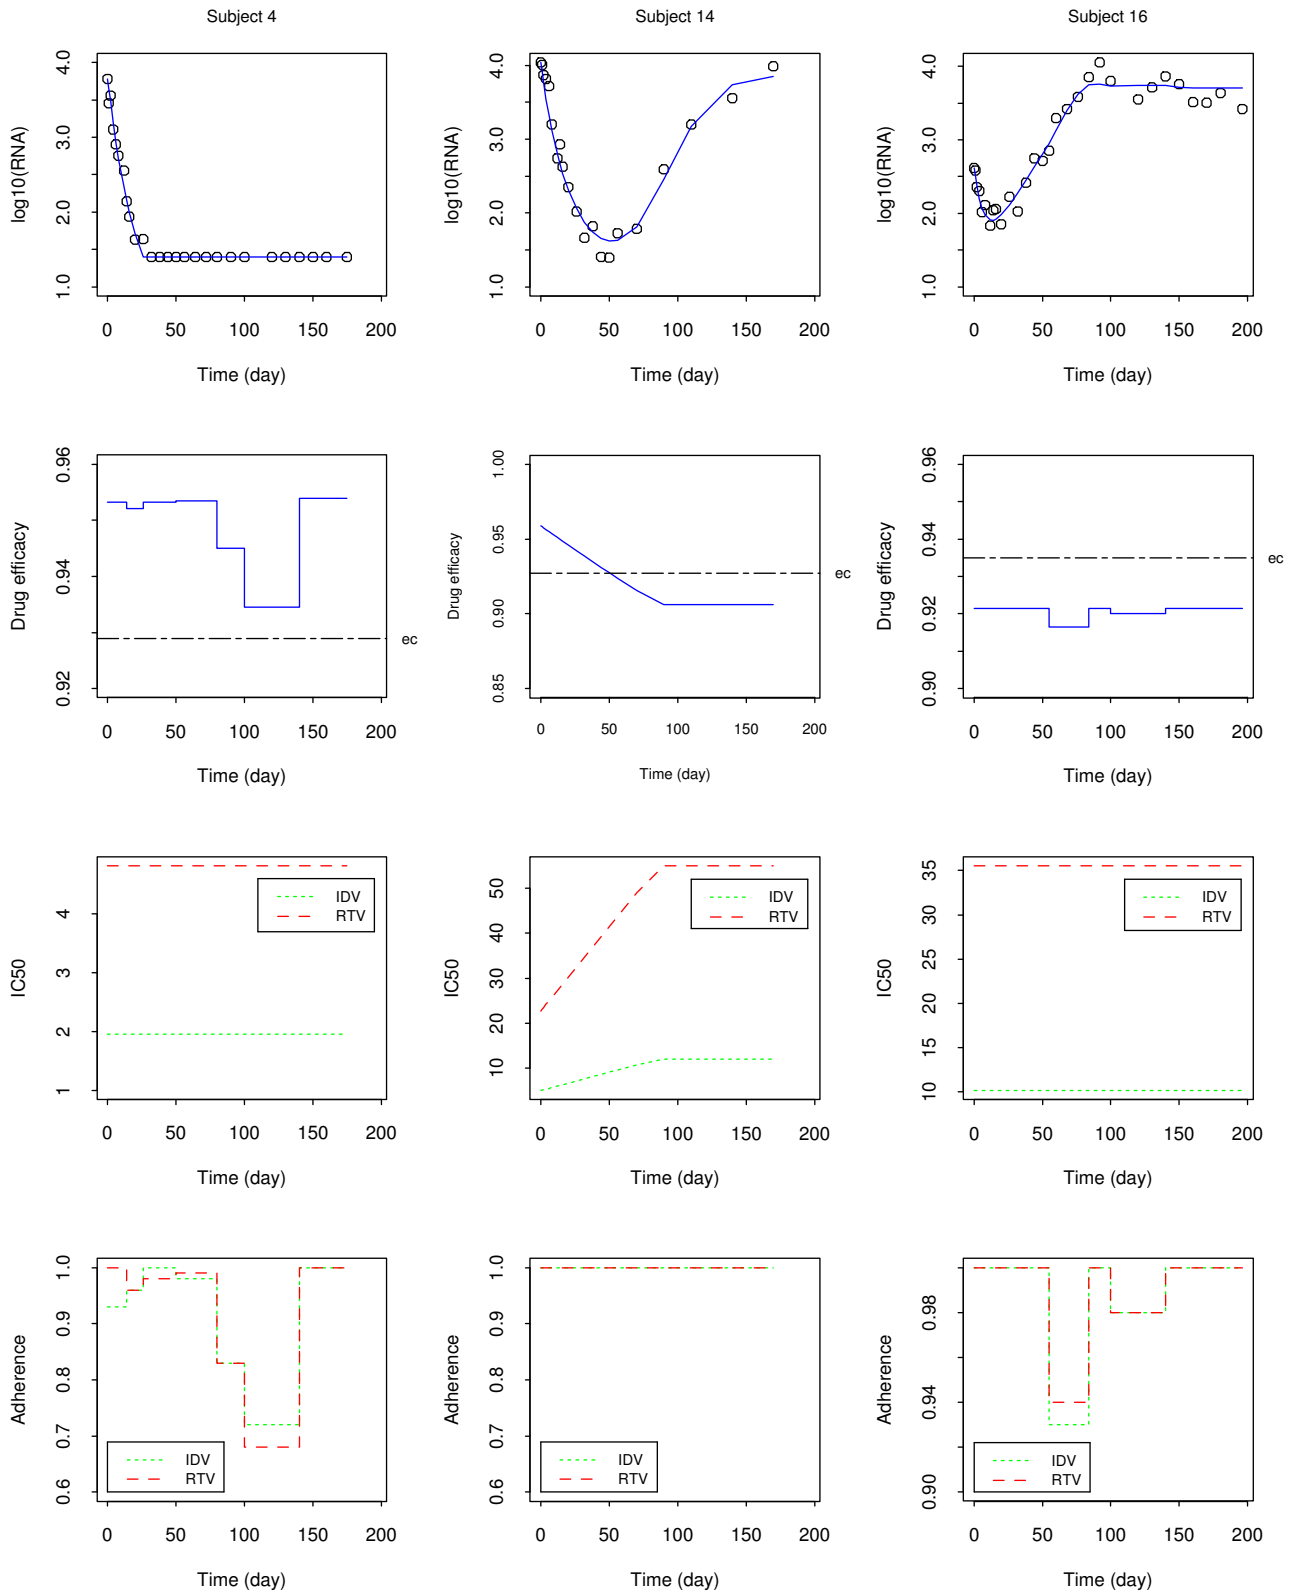 Subject 4
log10(RNA)
1.0 2.0 3.0 4.0
0 50 100 150 200
Time (day)
Subject 14
log10(RNA)
1.0 2.0 3.0 4.0
0 50 100 150 200
Time (day)
Subject 16
log10(RNA)
1.0 2.0 3.0 4.0
0 50 100 150 200
Time (day)
Drug efficacy
0.92 0.94 0.96
ec
0 50 100 150 200
Time (day)
Drug efficacy
0.85 0.90 0.95 1.00
ec
0 50 100 150 200
Time (day)
Drug efficacy
0.90 0.92 0.94 0.96
ec
0 50 100 150 200
Time (day)
IC50
1 2 3 4
IDV
RTV
0 50 100 150 200
Time (day)
IC50
10 20 30 40 50
IDV
RTV
0 50 100 150 200
Time (day)
IC50
10 15 20 25 30 35
IDV
RTV
0 50 100 150 200
Time (day)
Adherence
0.6 0.7 0.8 0.9 1.0
IDV
RTV
0 50 100 150 200
Time (day)
Adherence
0.6 0.7 0.8 0.9 1.0
IDV
RTV
0 50 100 150 200
Time (day)
Adherence
0.90 0.94 0.98
IDV
RTV
0 50 100 150 200
Time (day)